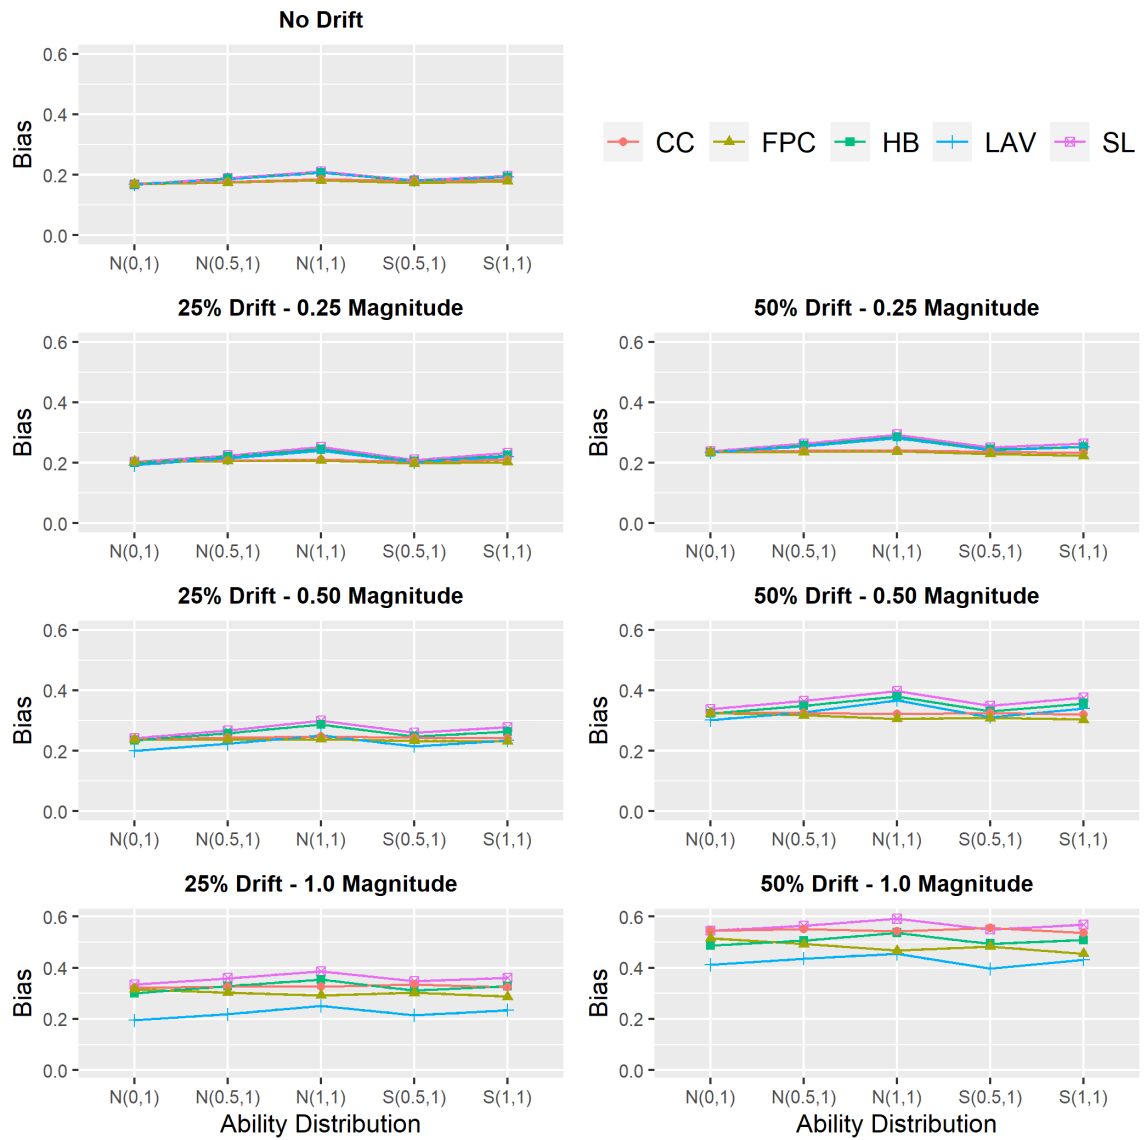 No Drift
0.6
0.4
0.2
0.0
Bias
N(0,1) N(0.5,1) N(1,1) S(0.5,1) S(1,1)
CC FPC HB LAV SL
25% Drift - 0.25 Magnitude
0.6
0.4
0.2
0.0
Bias
N(0,1) N(0.5,1) N(1,1) S(0.5,1) S(1,1)
50% Drift - 0.25 Magnitude
0.6
0.4
0.2
0.0
Bias
N(0,1) N(0.5,1) N(1,1) S(0.5,1) S(1,1)
25% Drift - 0.50 Magnitude
0.6
0.4
0.2
0.0
Bias
N(0,1) N(0.5,1) N(1,1) S(0.5,1) S(1,1)
50% Drift - 0.50 Magnitude
0.6
0.4
0.2
0.0
Bias
N(0,1) N(0.5,1) N(1,1) S(0.5,1) S(1,1)
25% Drift - 1.0 Magnitude
0.6
0.4
0.2
0.0
Bias
N(0,1) N(0.5,1) N(1,1) S(0.5,1) S(1,1)
Ability Distribution
50% Drift - 1.0 Magnitude
0.6
0.4
0.2
0.0
Bias
N(0,1) N(0.5,1) N(1,1) S(0.5,1) S(1,1)
Ability Distribution